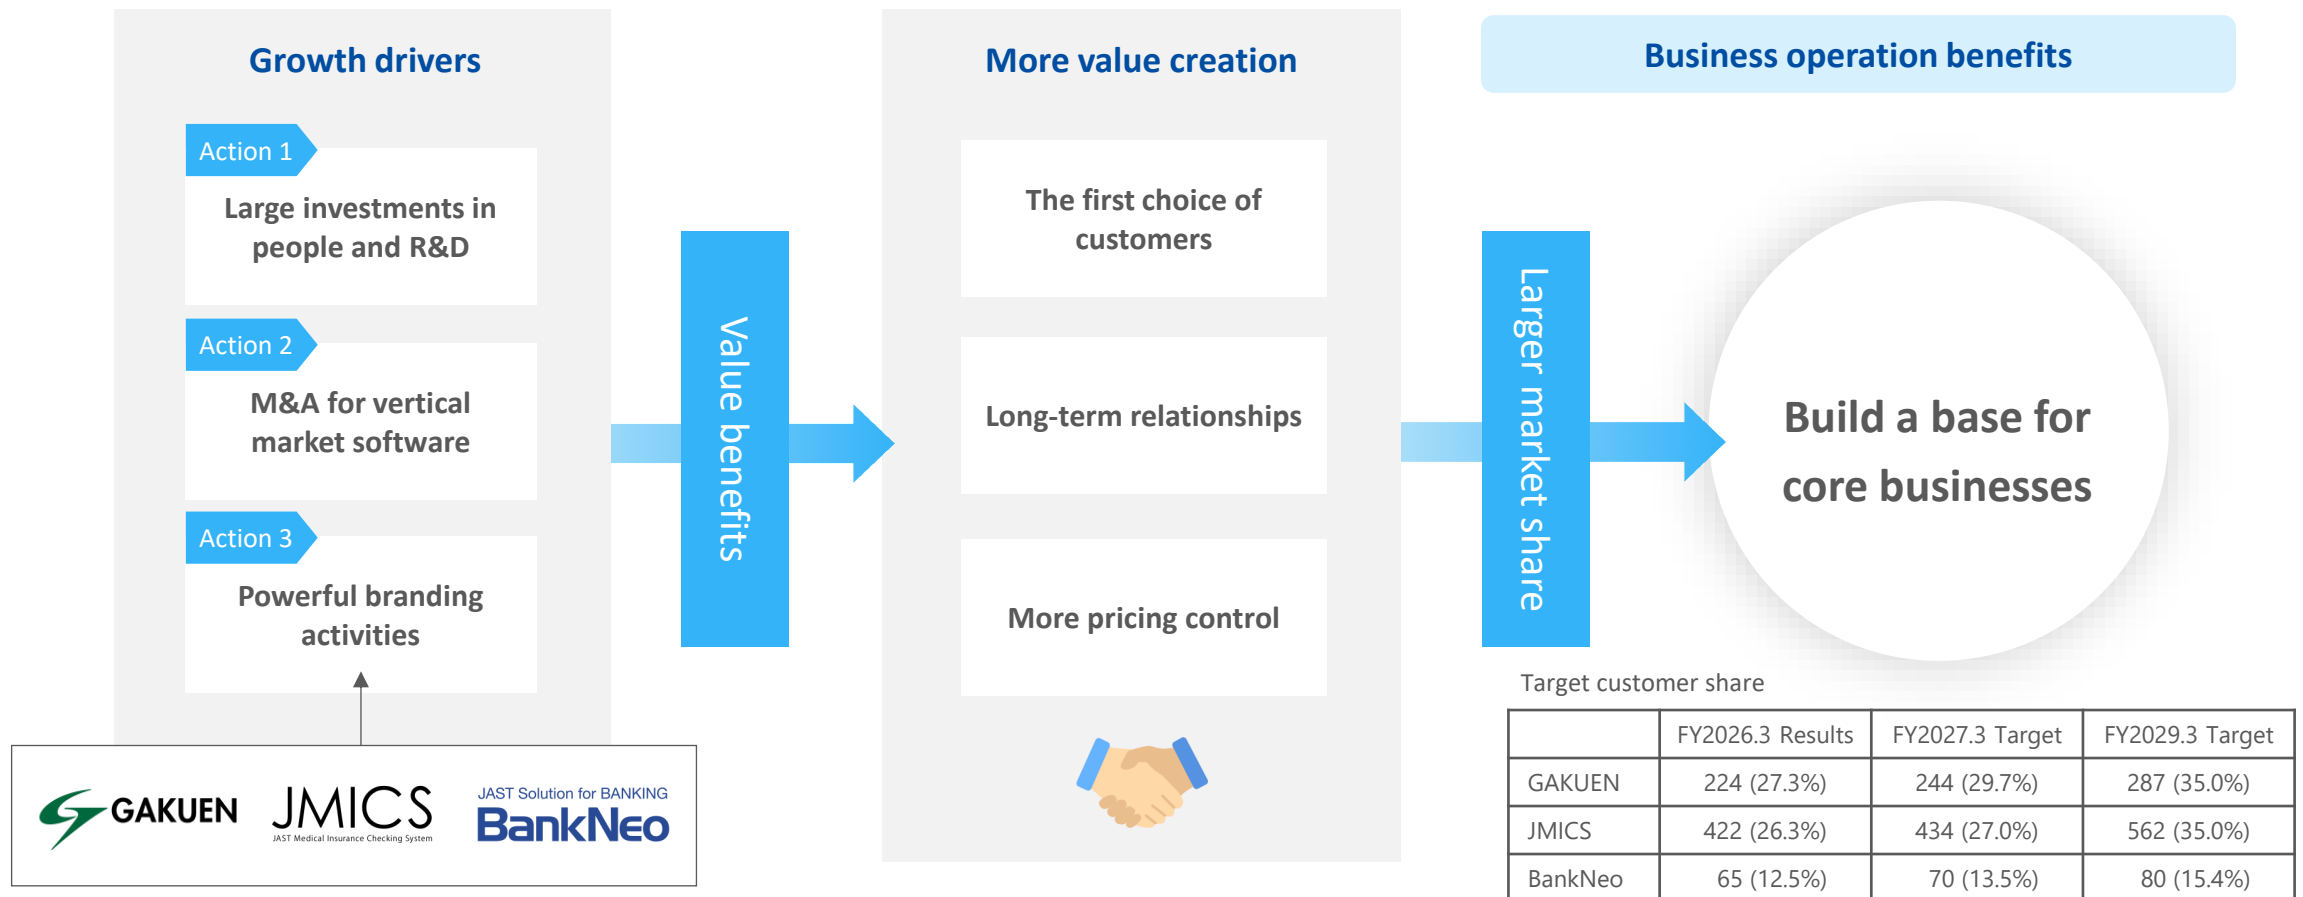 Growth drivers
Action 1
Large investments in
people and R&D
Action 2
M&A for vertical
market software
Action 3
Powerful branding
activities
GAKUEN
JMICS
JAST Medical Insurance Checking System
JAST Solution for BANKING
BankNeo
Value benefits
More value creation
The first choice of
customers
Long-term relationships
More pricing control
Larger market share
Business operation benefits
Build a base for
core businesses
Target customer share
FY2026.3 Results FY2027.3 Target FY2029.3 Target
GAKUEN 224 (27.3%) 244 (29.7%) 287 (35.0%)
JMICS 422 (26.3%) 434 (27.0%) 562 (35.0%)
BankNeo 65 (12.5%) 70 (13.5%) 80 (15.4%)